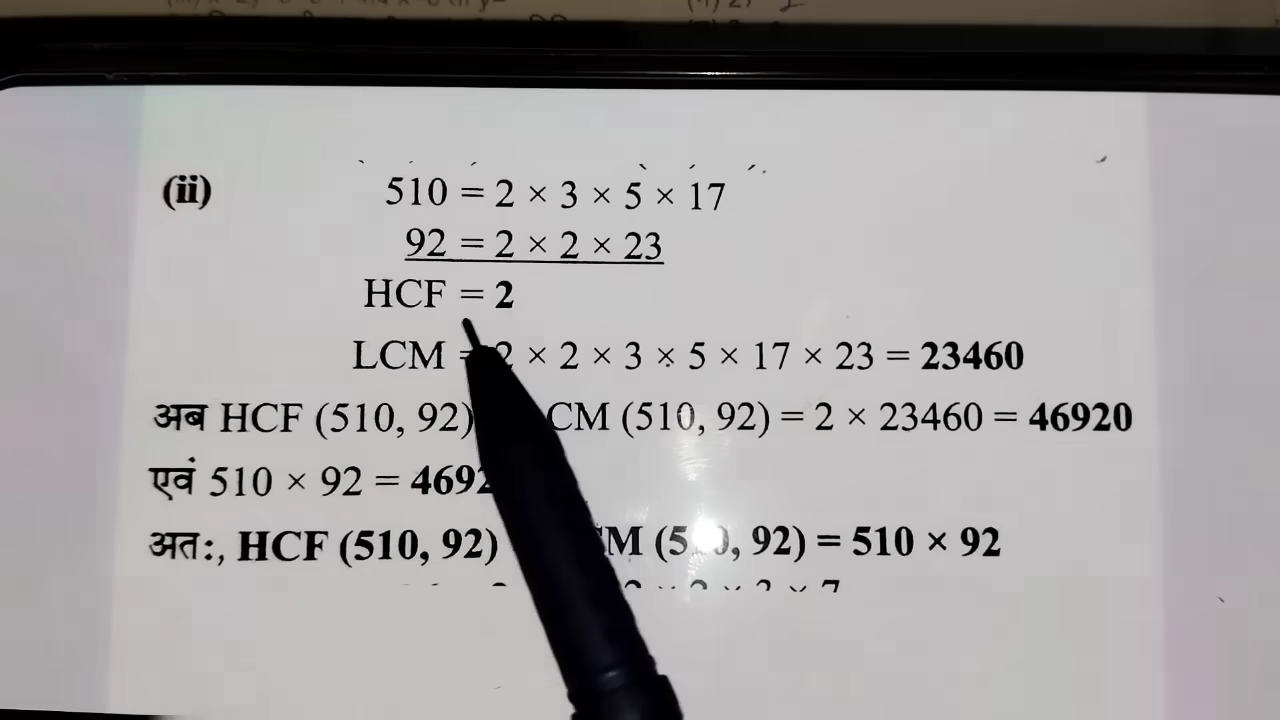 (ii) 510 = 2 × 3 × 5 × 17
92 = 2 × 2 × 23
HCF = 2
LCM = 2 × 2 × 3 × 5 × 17 × 23 = 23460
अब HCF (510, 92) CM (510, 92) = 2 × 23460 = 46920
एवं 510 × 92 = 4692
अतः, HCF (510, 92) M (510, 92) = 510 × 92